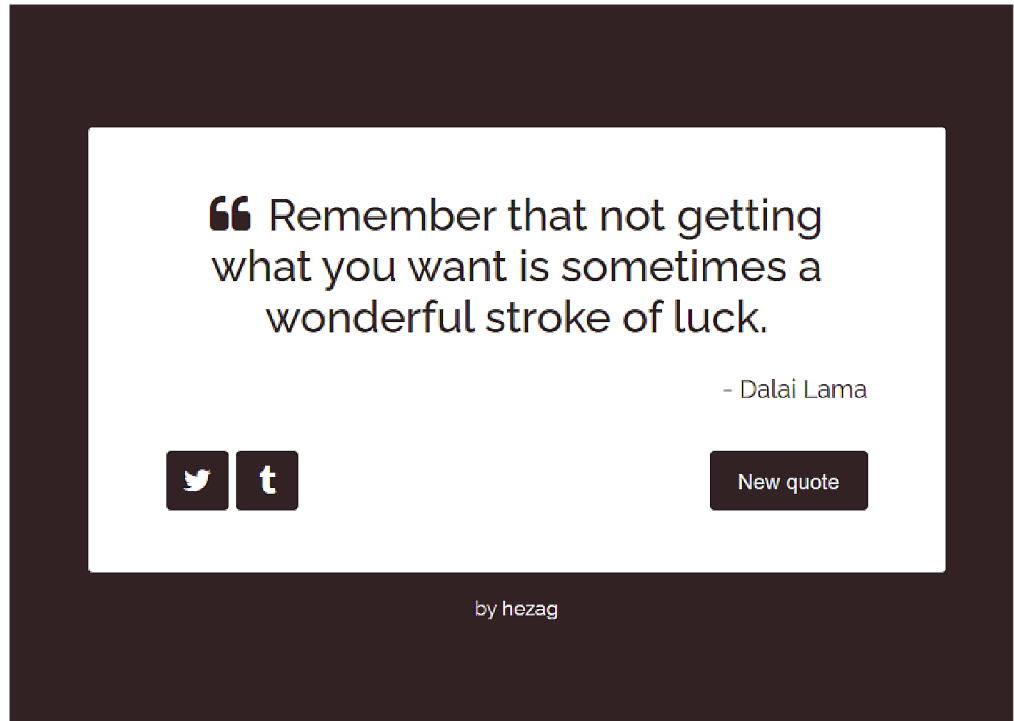 ❝ Remember that not getting
what you want is sometimes a
wonderful stroke of luck.
- Dalai Lama
t New quote
by hezag